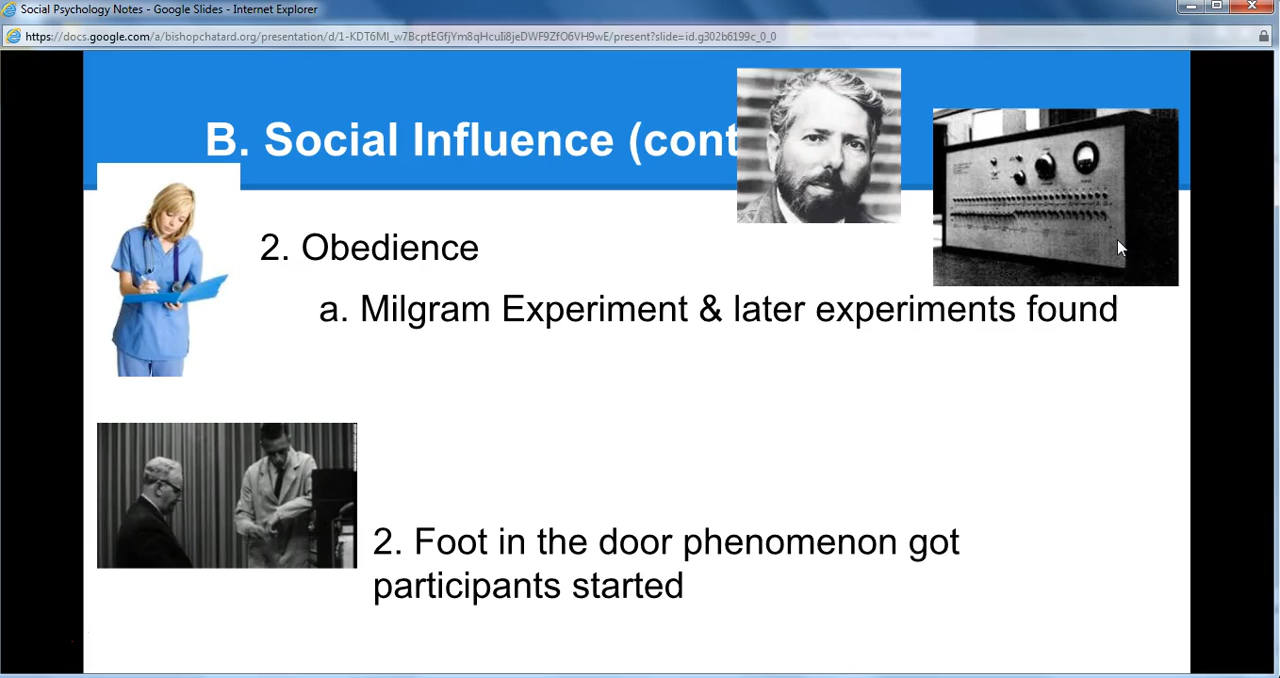 Social Psychology Notes - Google Slides - Internet Explorer
https://docs.google.com/a/bishopchatard.org/presentation/d/1-KDT6MI_w7BcptEGfjYm8qHcuIi8jeDWF9ZfO6VH9wE/present?slide=id.g302b6199c_0_0
B. Social Influence (cont
2. Obedience
a. Milgram Experiment & later experiments found
2. Foot in the door phenomenon got
participants started